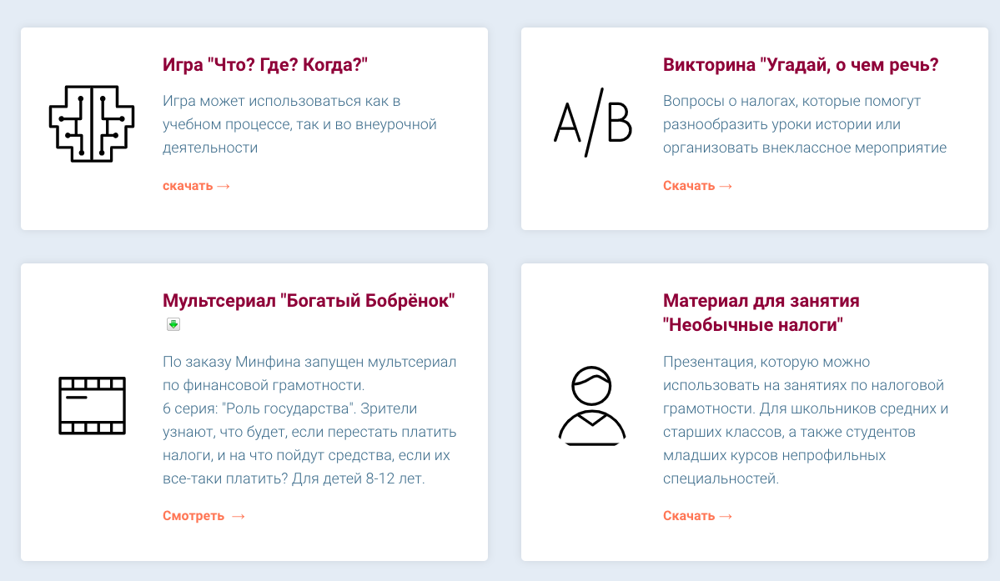 Игра "Что? Где? Когда?"
Игра может использоваться как в
учебном процессе, так и во внеурочной
деятельности
скачать →
A/B
Викторина "Угадай, о чем речь?
Вопросы о налогах, которые помогут
разнообразить уроки истории или
организовать внеклассное мероприятие
Скачать →
Мультсериал "Богатый Бобрёнок"
По заказу Минфина запущен мультсериал
по финансовой грамотности.
6 серия: "Роль государства". Зрители
узнают, что будет, если перестать платить
налоги, и на что пойдут средства, если их
все-таки платить? Для детей 8-12 лет.
Смотреть →
Материал для занятия
"Необычные налоги"
Презентация, которую можно
использовать на занятиях по налоговой
грамотности. Для школьников средних и
старших классов, а также студентов
младших курсов непрофильных
специальностей.
Скачать →